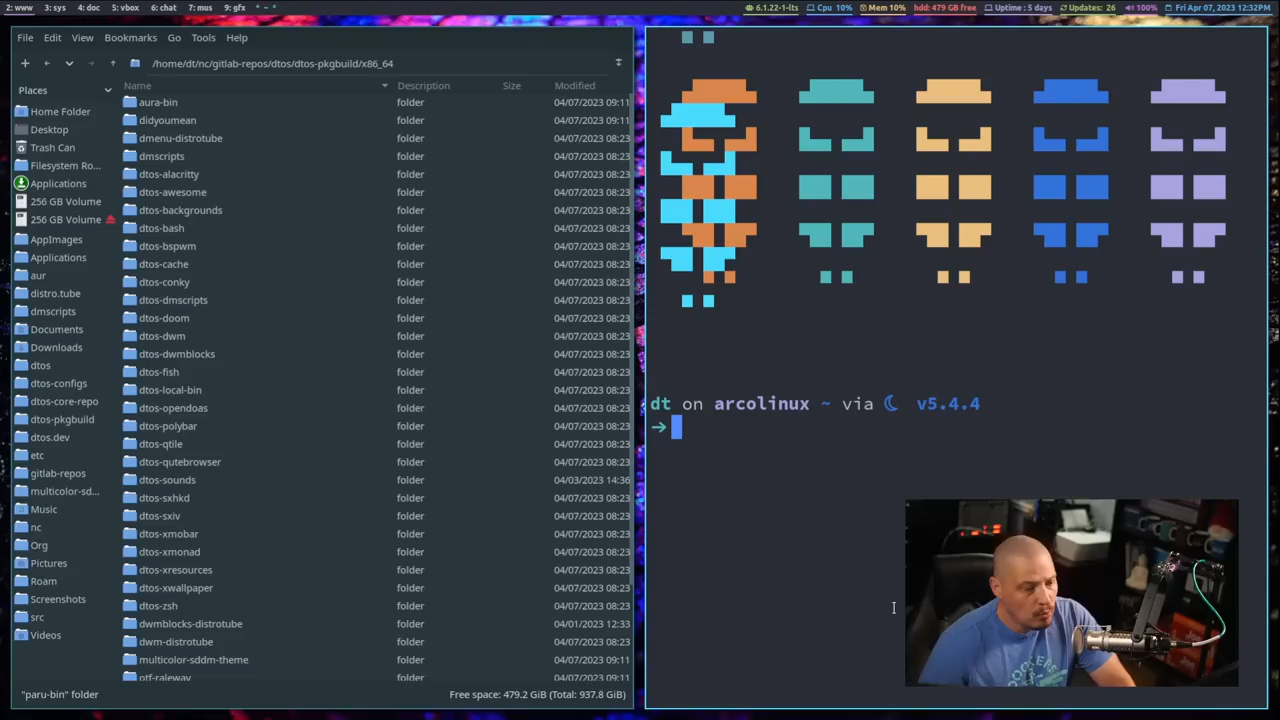 2: www 3: sys 4: doc 5: vbox 6: chat 7: mus 9: gfx * ~ * 6.1.22-1-lts Cpu 10% Mem 10% hdd: 479 GB free Uptime : 5 days Updates: 26 100% Fri Apr 07, 2023 12:32PM
File Edit View Bookmarks Go Tools Help
/home/dt/nc/gitlab-repos/dtos/dtos-pkgbuild/x86_64
Places
Home Folder
Desktop
Trash Can
Filesystem Ro...
Applications
256 GB Volume
256 GB Volume
AppImages
Applications
aur
distro.tube
dmscripts
Documents
Downloads
dtos
dtos-configs
dtos-core-repo
dtos-pkgbuild
dtos.dev
etc
gitlab-repos
multicolor-sd...
Music
nc
Org
Pictures
Roam
Screenshots
src
Videos
Name Description Size Modified
aura-bin folder 04/07/2023 09:11
didyoumean folder 04/07/2023 09:11
dmenu-distrotube folder 04/07/2023 08:23
dmscripts folder 04/07/2023 08:23
dtos-alacritty folder 04/07/2023 08:23
dtos-awesome folder 04/07/2023 08:23
dtos-backgrounds folder 04/07/2023 08:23
dtos-bash folder 04/07/2023 08:23
dtos-bspwm folder 04/07/2023 08:23
dtos-cache folder 04/07/2023 08:23
dtos-conky folder 04/07/2023 08:23
dtos-dmscripts folder 04/07/2023 08:23
dtos-doom folder 04/07/2023 08:23
dtos-dwm folder 04/07/2023 08:23
dtos-dwmblocks folder 04/07/2023 08:23
dtos-fish folder 04/07/2023 08:23
dtos-local-bin folder 04/07/2023 08:23
dtos-opendoas folder 04/07/2023 08:23
dtos-polybar folder 04/07/2023 08:23
dtos-qtile folder 04/07/2023 08:23
dtos-qutebrowser folder 04/07/2023 08:23
dtos-sounds folder 04/03/2023 14:36
dtos-sxhkd folder 04/07/2023 08:23
dtos-sxiv folder 04/07/2023 08:23
dtos-xmobar folder 04/07/2023 08:23
dtos-xmonad folder 04/07/2023 08:23
dtos-xresources folder 04/07/2023 08:23
dtos-xwallpaper folder 04/07/2023 08:23
dtos-zsh folder 04/07/2023 08:23
dwmblocks-distrotube folder 04/01/2023 12:33
dwm-distrotube folder 04/07/2023 08:23
multicolor-sddm-theme folder 04/07/2023 09:11
otf-raleway folder 04/07/2023 09:11
"paru-bin" folder Free space: 479.2 GiB (Total: 937.8 GiB)
dt on arcolinux ~ via v5.4.4
→